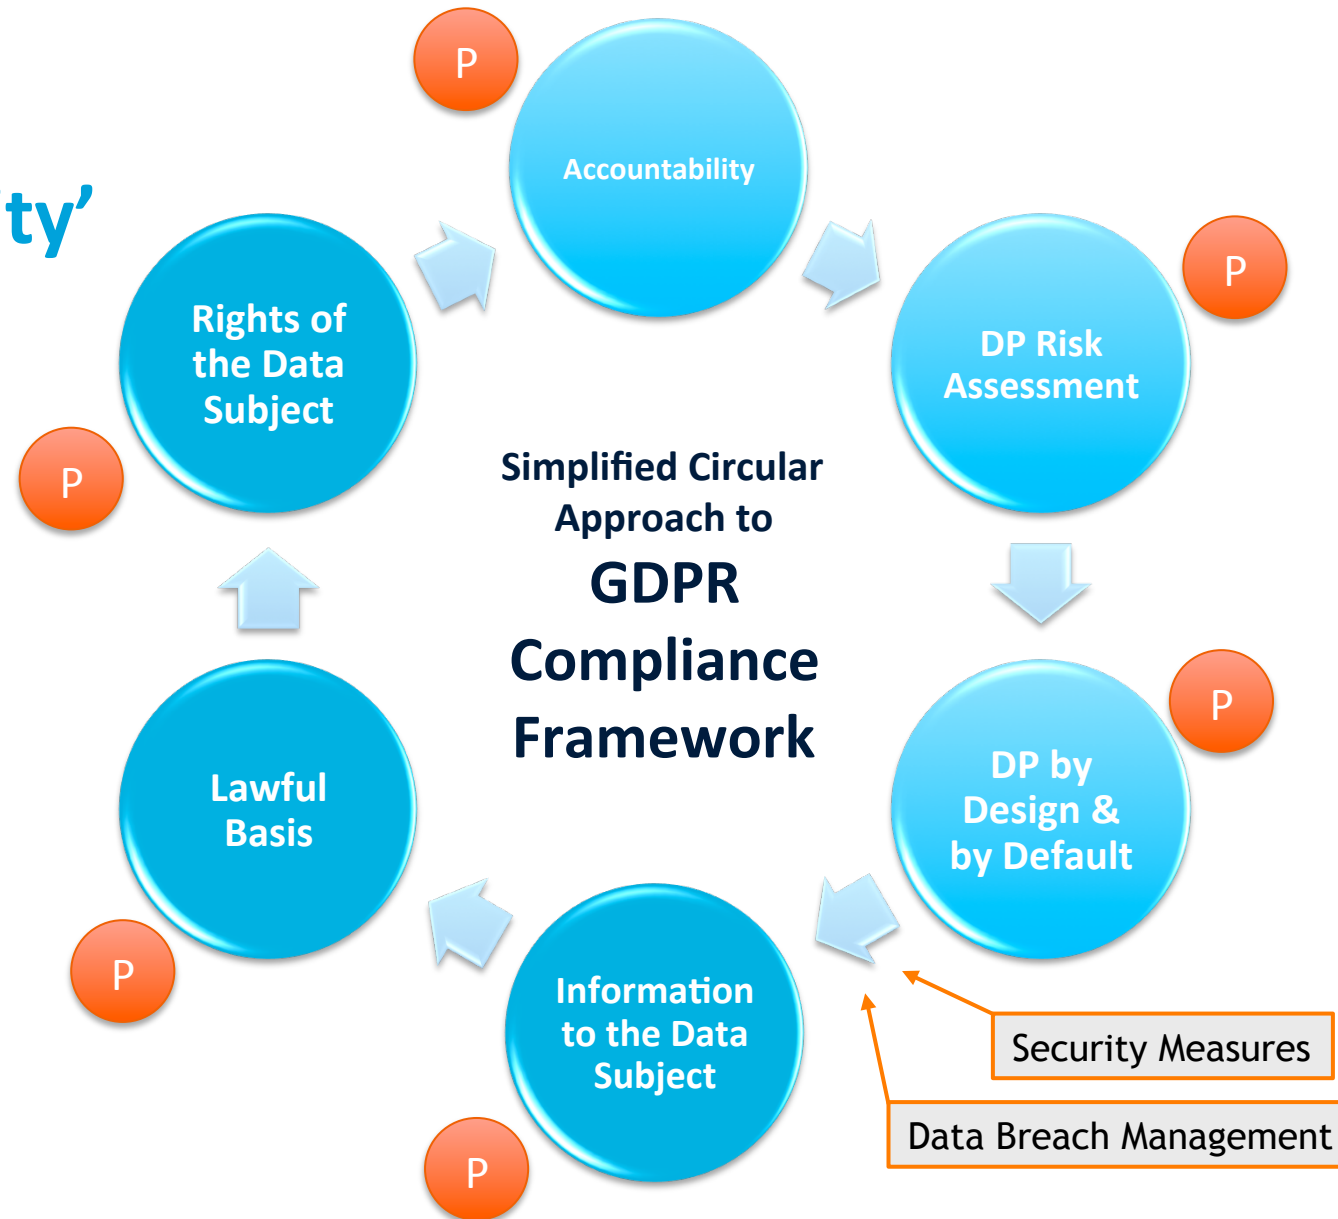 P
Accountability
ity’
P
Rights of
the Data
Subject
DP Risk
Assessment
P
Simplified Circular
Approach to
GDPR
Compliance
Framework
P
Lawful
Basis
DP by
Design &
by Default
P
Information
to the Data
Subject
Security Measures
Data Breach Management
P